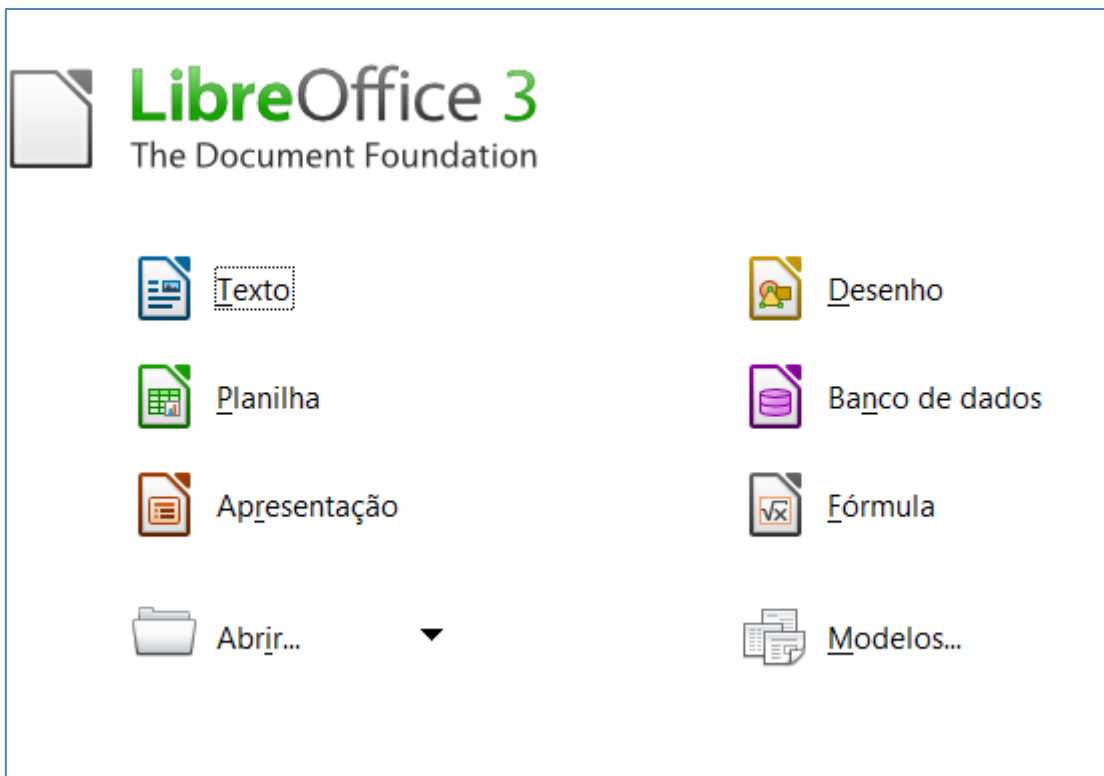 LibreOffice 3
The Document Foundation
Texto
Desenho
Planilha
Banco de dados
Apresentação
Fórmula
Abrir...
Modelos...